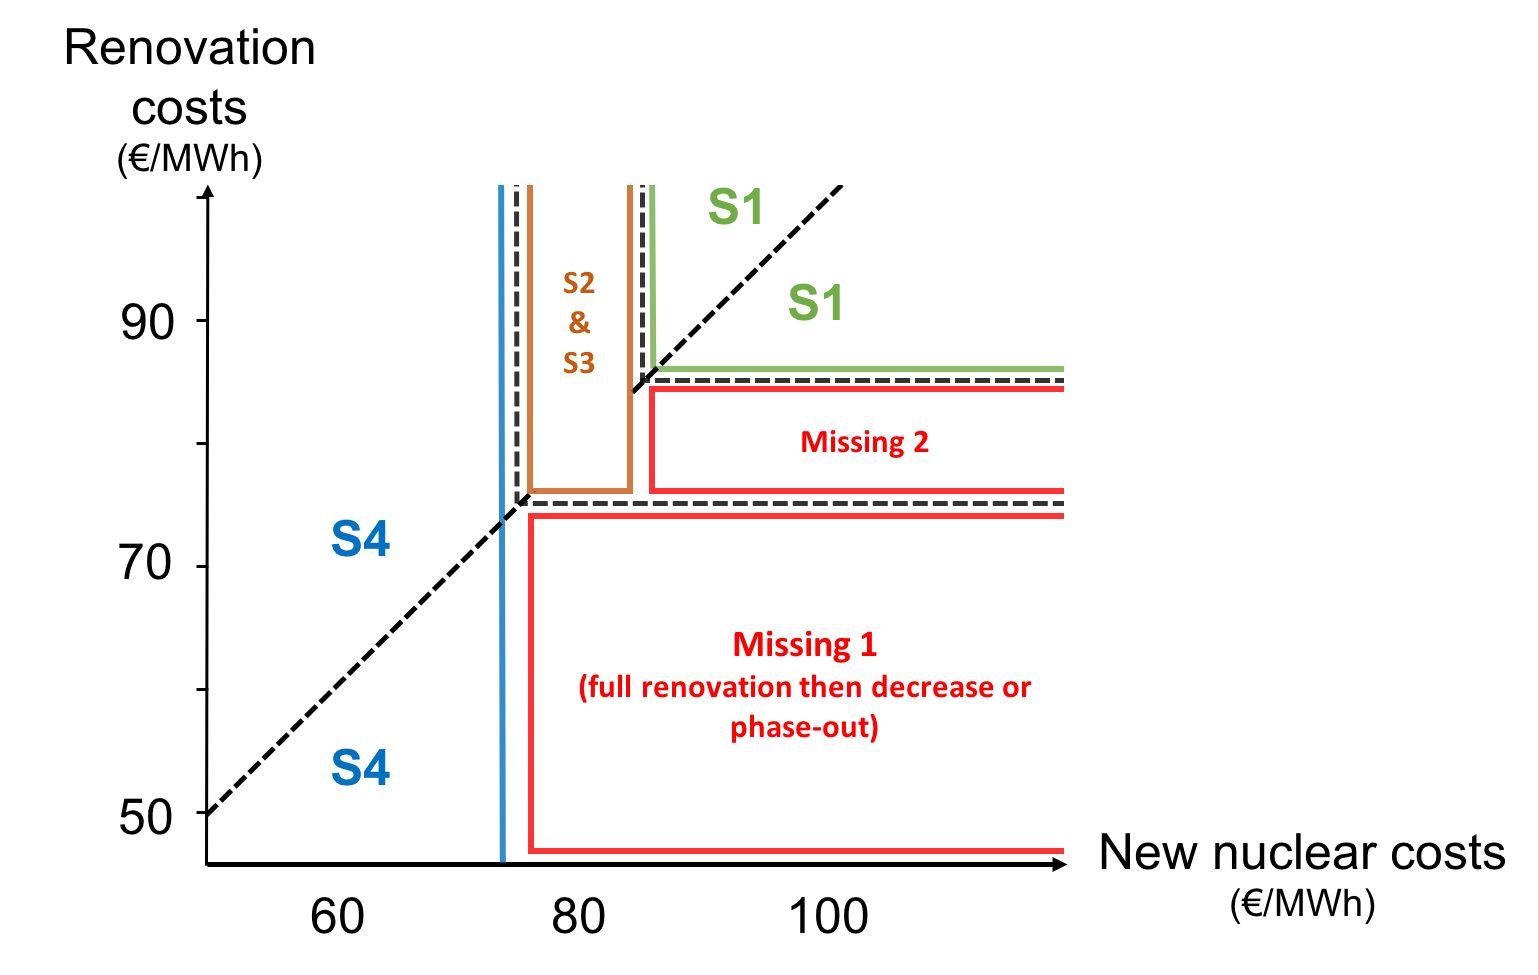 Renovation
costs
(€/MWh)
S1
S2
&
S3
S1
90
Missing 2
S4
70
Missing 1
(full renovation then decrease or
phase-out)
S4
50
New nuclear costs
(€/MWh)
60
80
100